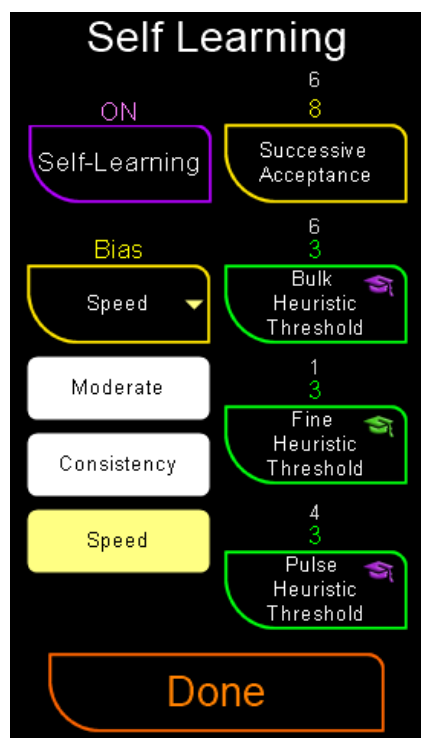 Self Learning
ON
Self-Learning
6
8
Successive
Acceptance
Bias
Speed
Moderate
Consistency
Speed
6
3
Bulk
Heuristic
Threshold
1
3
Fine
Heuristic
Threshold
4
3
Pulse
Heuristic
Threshold
Done